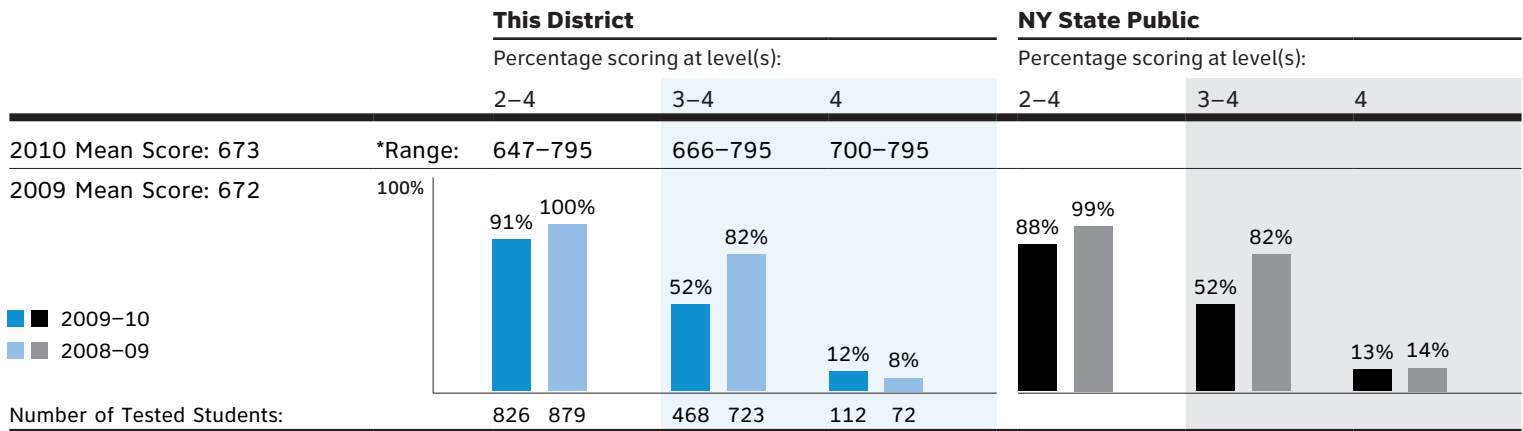 This District NY State Public
Percentage scoring at level(s): Percentage scoring at level(s):
2–4 3–4 4 2–4 3–4 4
2010 Mean Score: 673 *Range: 647–795 666–795 700–795
2009 Mean Score: 672 100%
91% 100% 82% 52% 12% 8% 88% 99% 82% 52% 13% 14%
2009–10
2008–09
Number of Tested Students: 826 879 468 723 112 72